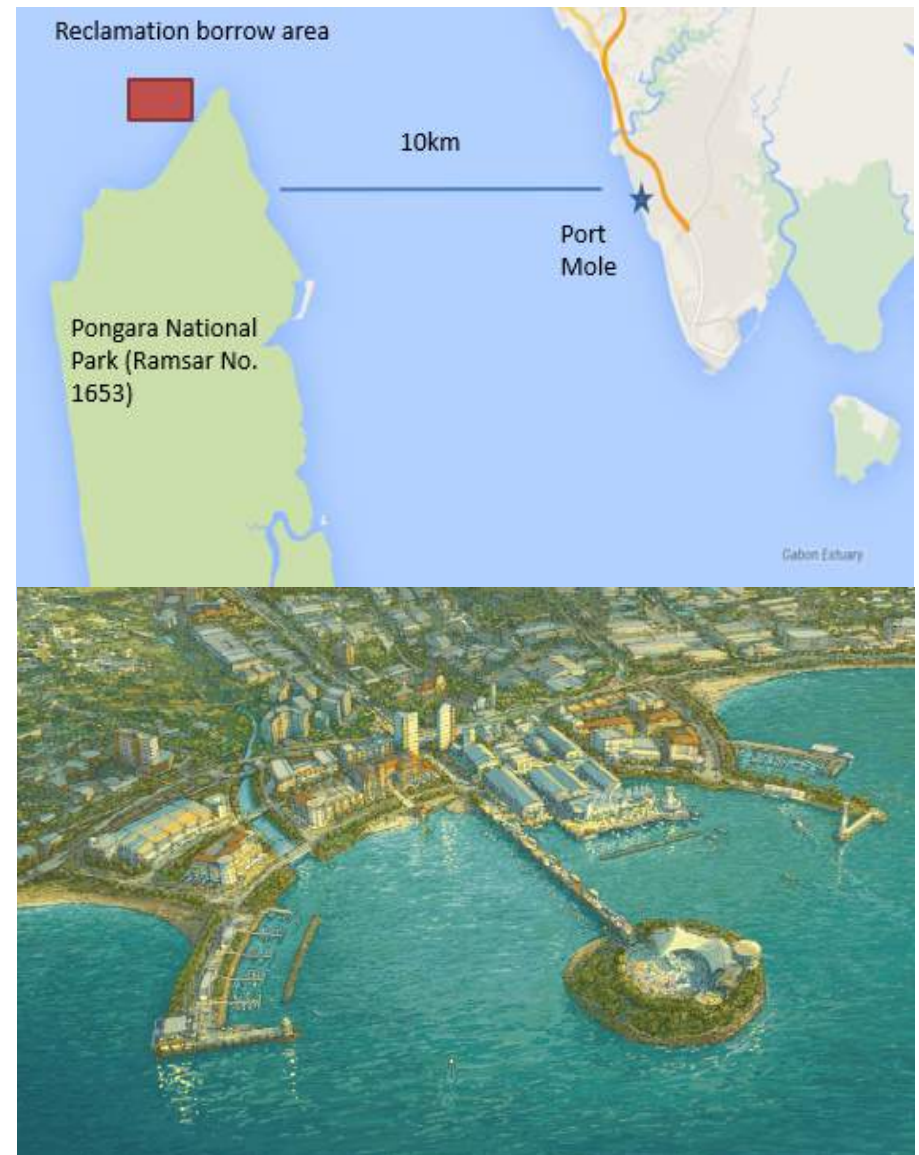 Reclamation borrow area
10km
Port
Mole
Pongara National
Park (Ramsar No.
1653)
Gabon Estuary